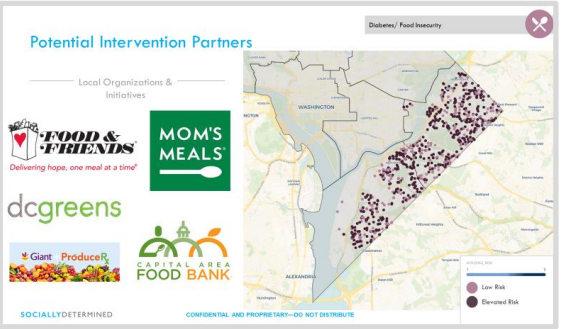 Diabetes/ Food Insecurity
Potential Intervention Partners
Local Organizations &
Initiatives
FOOD &
FRIENDS
Delivering hope, one meal at a time
MOM'S
MEALS
dcgreens
Giant ProduceRx
CAPITAL AREA
FOOD BANK
WASHINGTON
ALEXANDRIA
Low Risk
Elevated Risk
SOCIALLYDETERMINED
CONFIDENTIAL AND PROPRIETARY—DO NOT DISTRIBUTE